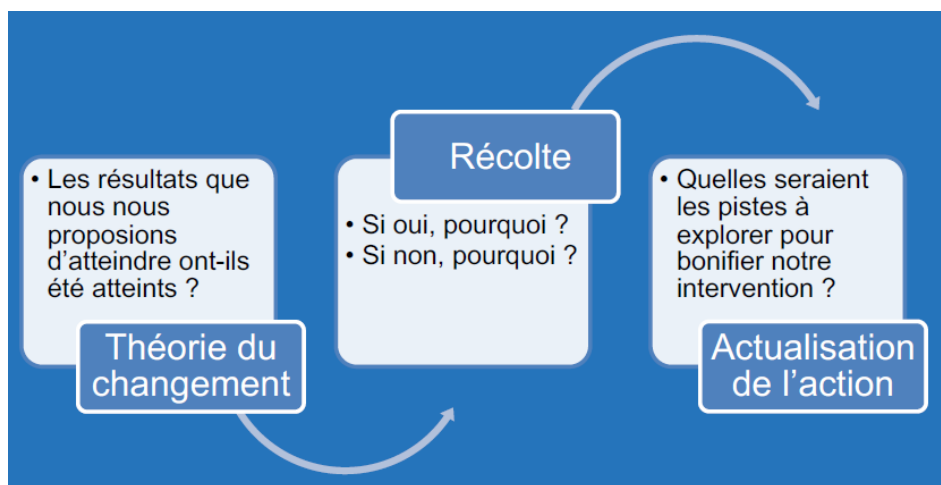 • Les résultats que
nous nous
proposions
d'atteindre ont-ils
été atteints ?
Théorie du
changement
Récolte
• Si oui, pourquoi ?
• Si non, pourquoi ?
• Quelles seraient
les pistes à
explorer pour
bonifier notre
intervention ?
Actualisation
de l'action